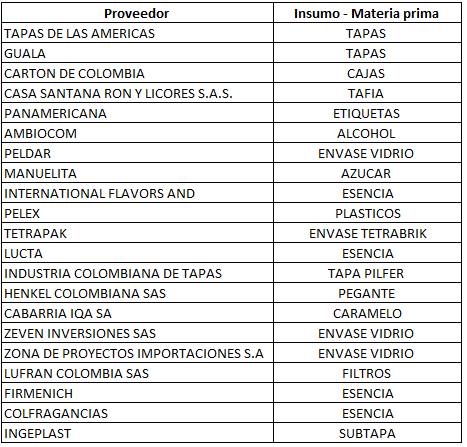 Proveedor Insumo - Materia prima
TAPAS DE LAS AMERICAS TAPAS
GUALA TAPAS
CARTON DE COLOMBIA CAJAS
CASA SANTANA RON Y LICORES S.A.S. TAFIA
PANAMERICANA ETIQUETAS
AMBIOCOM ALCOHOL
PELDAR ENVASE VIDRIO
MANUELITA AZUCAR
INTERNATIONAL FLAVORS AND ESENCIA
PELEX PLASTICOS
TETRAPAK ENVASE TETRABRIK
LUCTA ESENCIA
INDUSTRIA COLOMBIANA DE TAPAS TAPA PILFER
HENKEL COLOMBIANA SAS PEGANTE
CABARRIA IQA SA CARAMELO
ZEVEN INVERSIONES SAS ENVASE VIDRIO
ZONA DE PROYECTOS IMPORTACIONES S.A ENVASE VIDRIO
LUFRAN COLOMBIA SAS FILTROS
FIRMENICH ESENCIA
COLFRAGANCIAS ESENCIA
INGEPLAST SUBTAPA